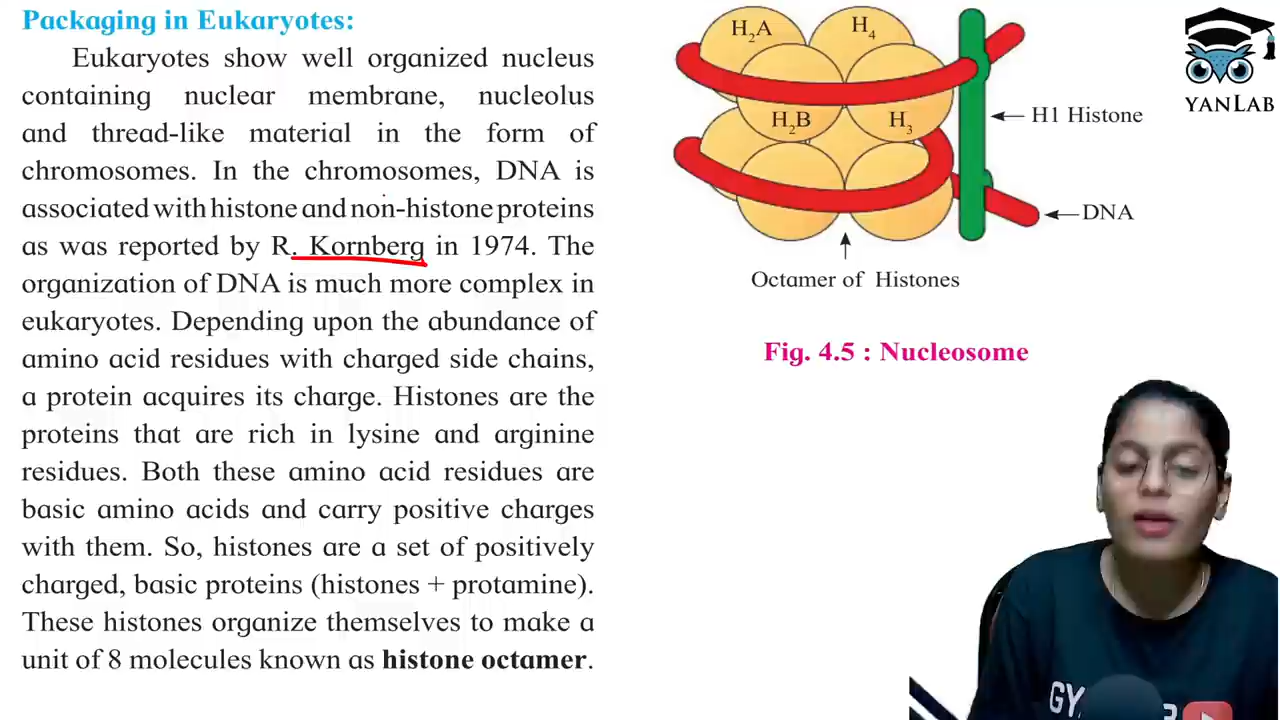 Packaging in Eukaryotes:
Eukaryotes show well organized nucleus
containing nuclear membrane, nucleolus
and thread-like material in the form of
chromosomes. In the chromosomes, DNA is
associated with histone and non-histone proteins
as was reported by R. Kornberg in 1974. The
organization of DNA is much more complex in
eukaryotes. Depending upon the abundance of
amino acid residues with charged side chains,
a protein acquires its charge. Histones are the
proteins that are rich in lysine and arginine
residues. Both these amino acid residues are
basic amino acids and carry positive charges
with them. So, histones are a set of positively
charged, basic proteins (histones + protamine).
These histones organize themselves to make a
unit of 8 molecules known as histone octamer.
H₂A
H₄
H₂B
H₃
H1 Histone
DNA
Octamer of Histones
Fig. 4.5 : Nucleosome
YANLAB